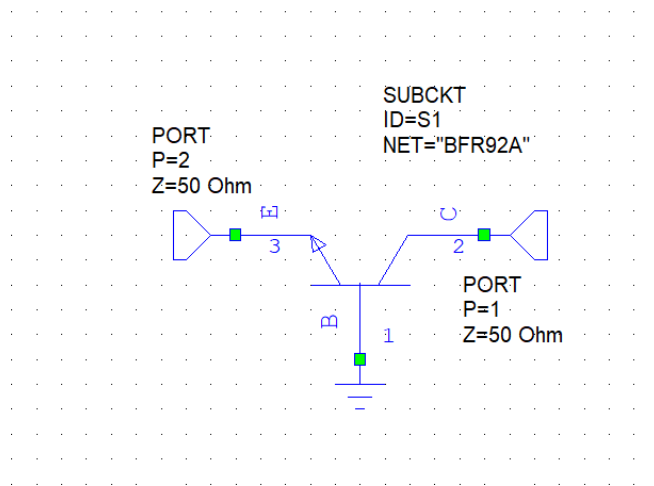 SUBCKT
ID=S1
NET="BFR92A"
PORT
P=2
Z=50 Ohm
E
C
3
2
PORT
P=1
Z=50 Ohm
B
1